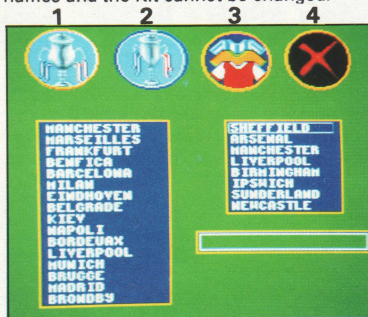 names and the Kit cannot be changed.
1 2 3 4
MANCHESTER
MARSEILLES
FRANKFURT
BENFICA
BARCELONA
MILAN
EINDHOVEN
BELGRADE
KIEV
NAPOLI
BORDEUAX
LIVERPOOL
MUNICH
BRUGGE
MADRID
BRONDBY
SHEFFIELD
ARSENAL
MANCHESTER
LIVERPOOL
BIRMINGHAM
IPSWICH
SUNDERLAND
NEWCASTLE